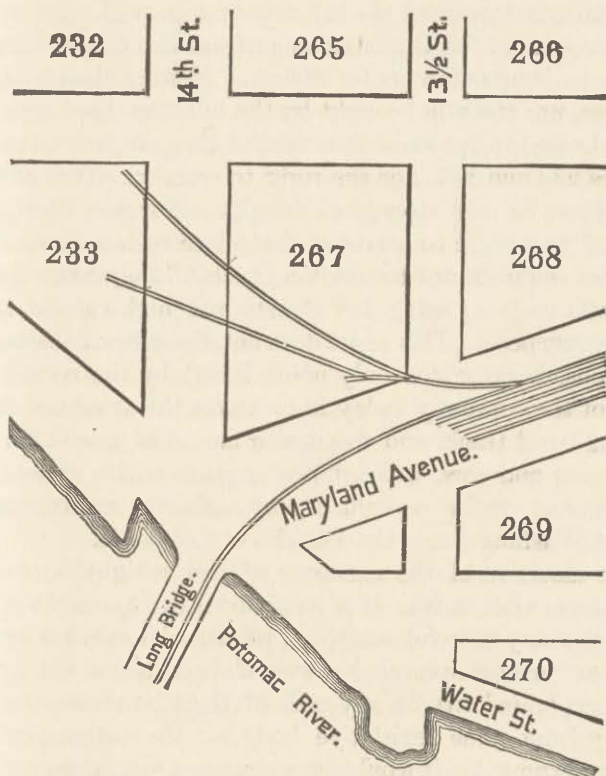 232
14th St.
265
13½ St.
266
233
267
268
Maryland Avenue.
269
Long Bridge.
Potomac River.
270
Water St.